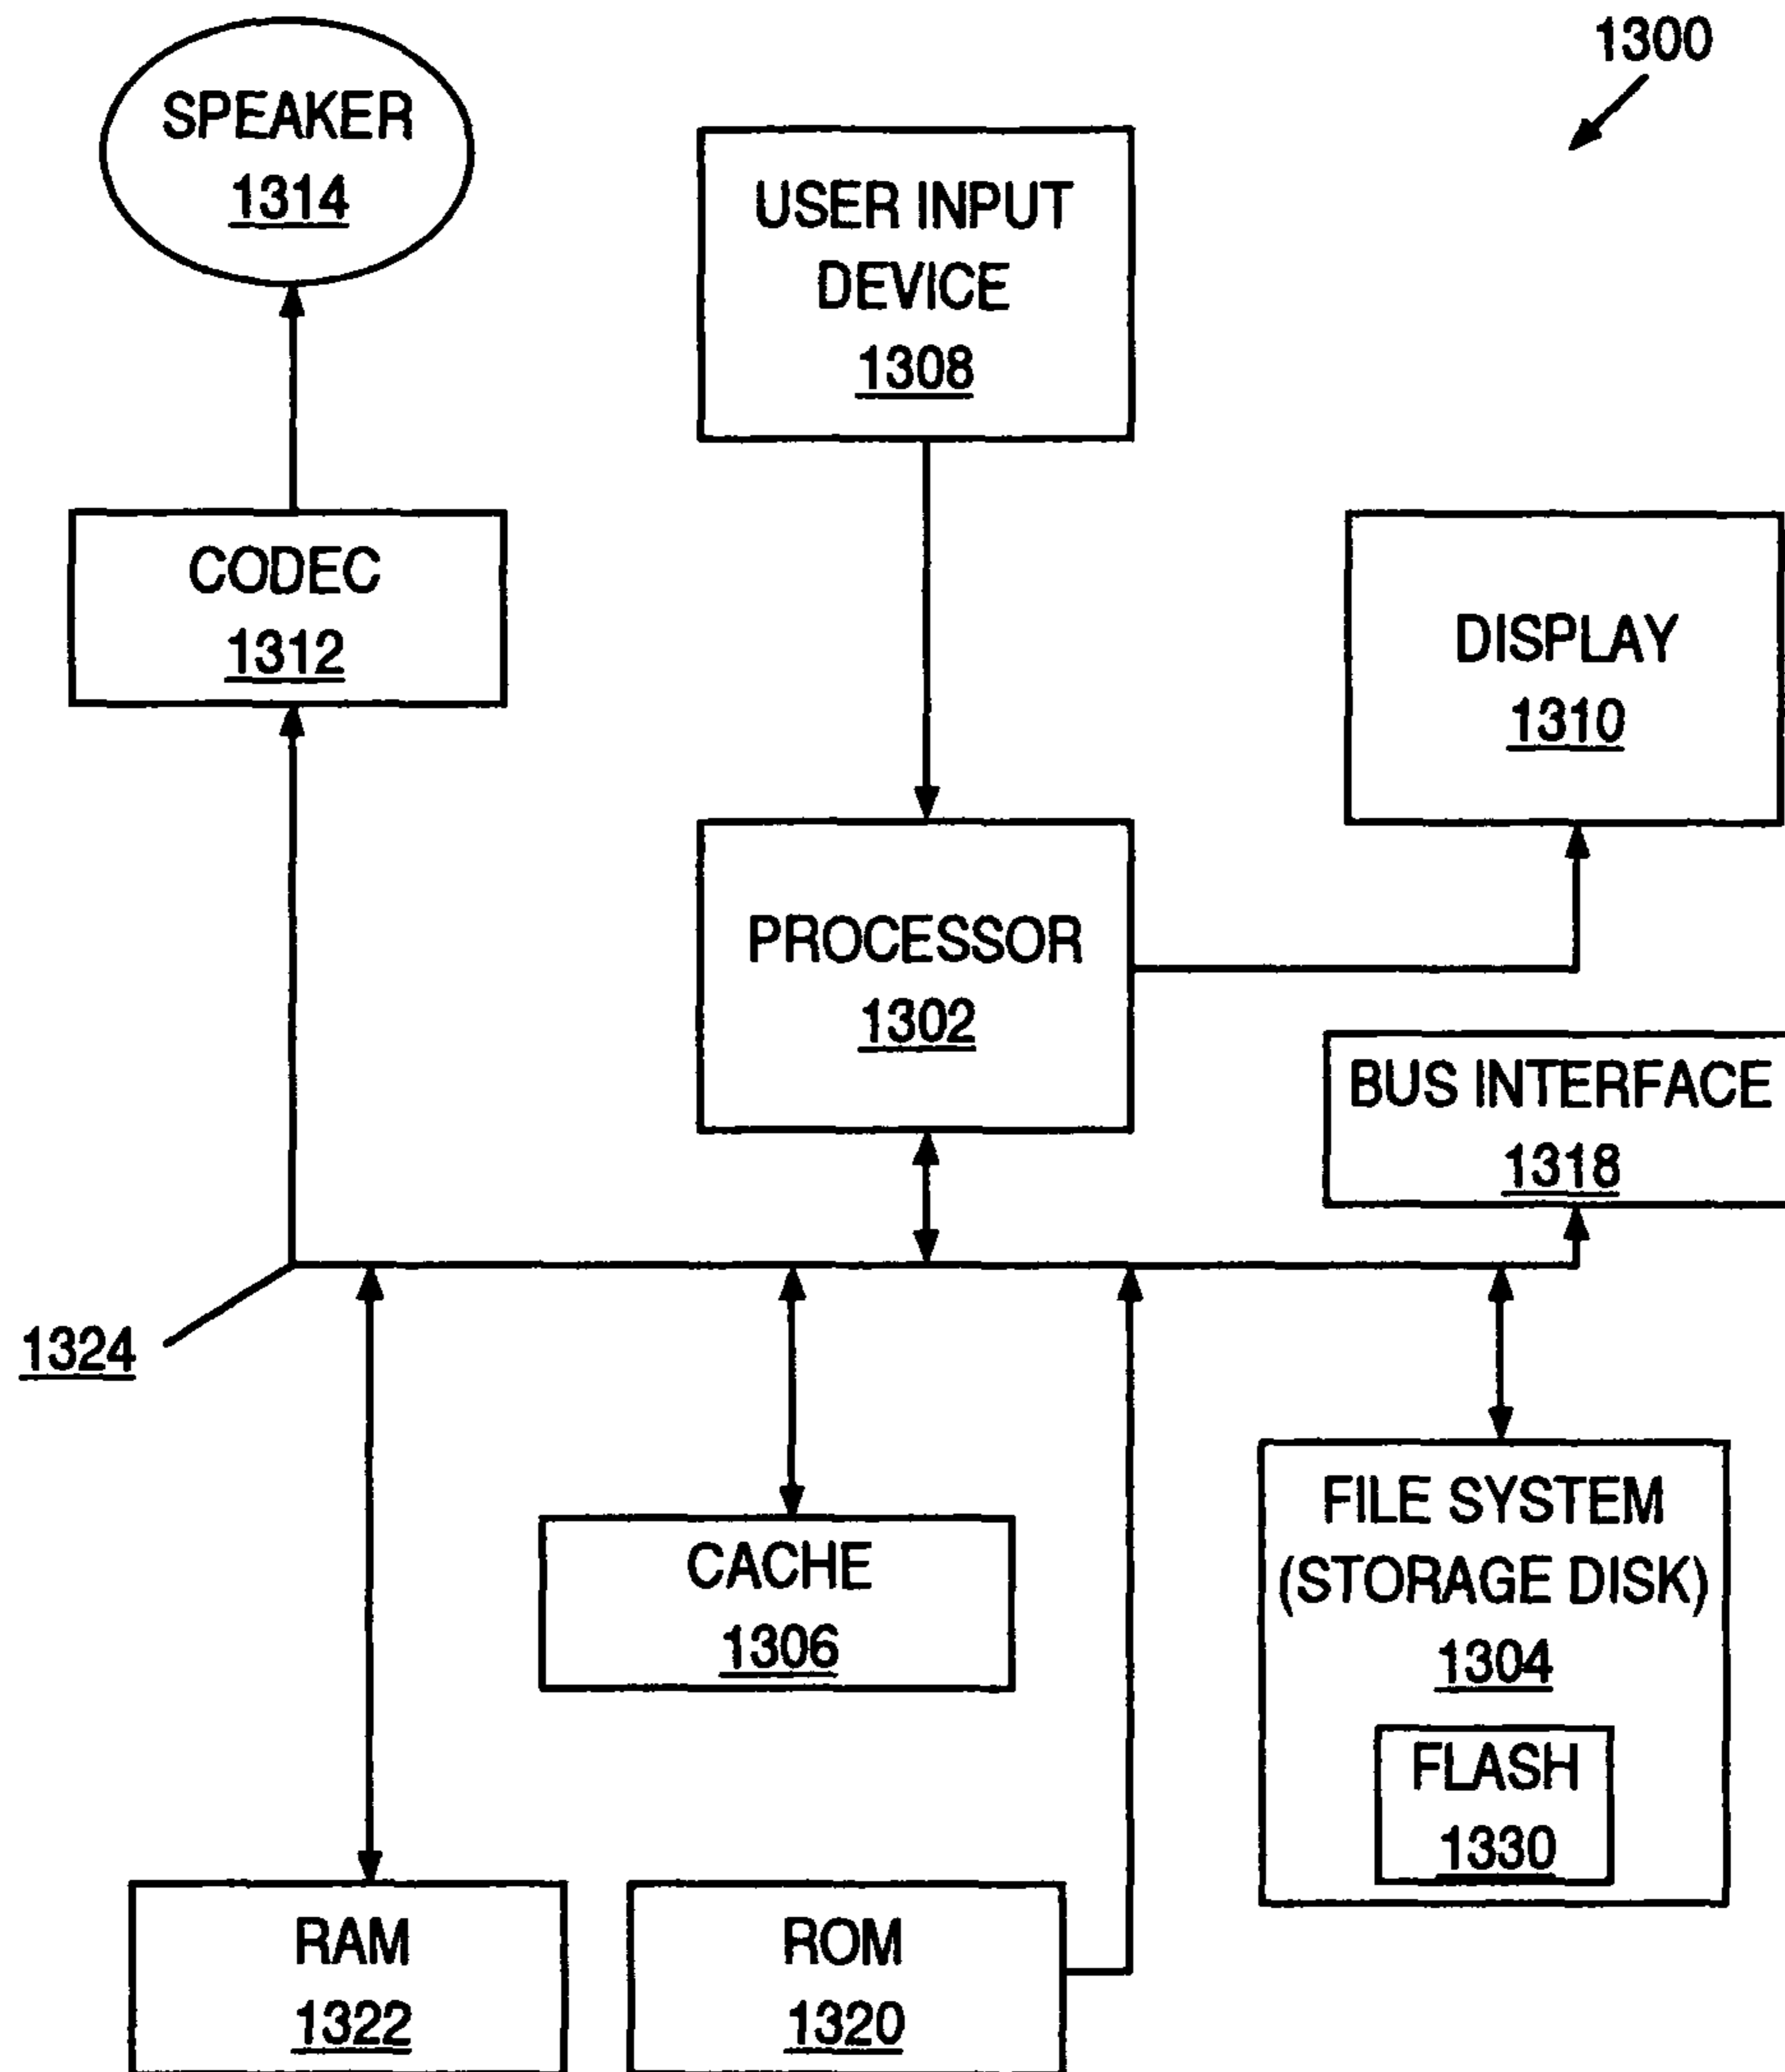 1300
SPEAKER
1314
USER INPUT
DEVICE
1308
CODEC
1312
DISPLAY
1310
PROCESSOR
1302
BUS INTERFACE
1318
1324
FILE SYSTEM
(STORAGE DISK)
1304
CACHE
1306
FLASH
1330
RAM
1322
ROM
1320